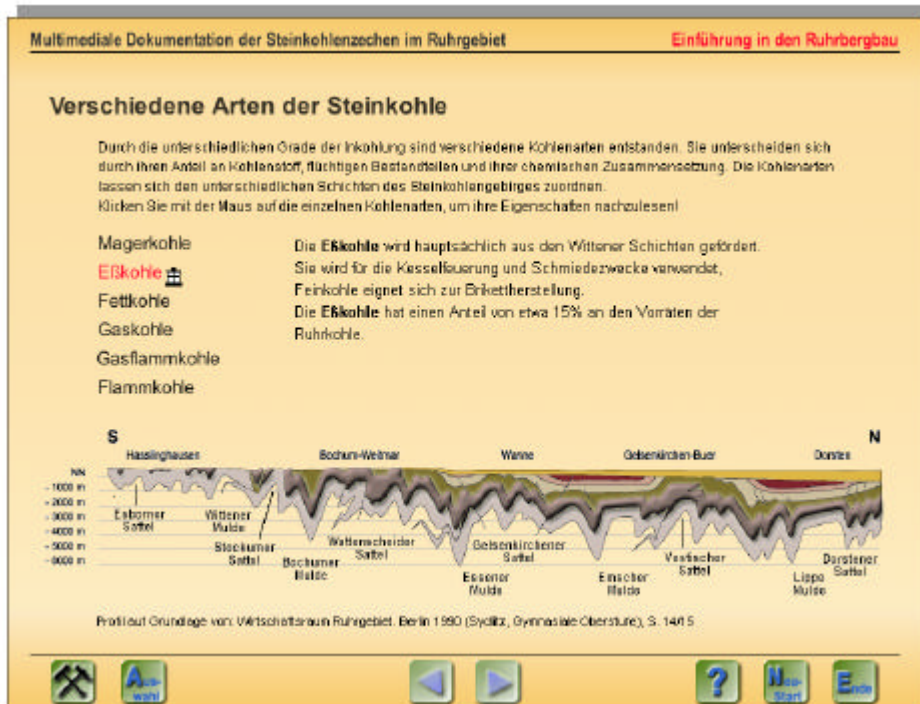 Multimediale Dokumentation der Steinkohlenzechen im Ruhrgebiet
Einführung in den Ruhrbergbau
Verschiedene Arten der Steinkohle
Durch die unterschiedlichen Grade der Inkohlung sind verschiedene Kohlenarten entstanden. Sie unterscheiden sich
durch ihren Anteil an Kohlenstoff, flüchtigen Bestandteilen und ihrer chemischen Zusammensetzung. Die Kohlenarten
lassen sich den unterschiedlichen Schichten des Steinkohlengebirges zuordnen.
Klicken Sie mit der Maus auf die einzelnen Kohlenarten, um ihre Eigenschaften nachzulesen!
Magerkohle
Eßkohle
Fettkohle
Gaskohle
Gasflammkohle
Flammkohle
Die Eßkohle wird hauptsächlich aus den Wittener Schichten gefördert.
Sie wird für die Kesselfeuerung und Schmiedezwecke verwendet,
Feinkohle eignet sich zur Brikettherstellung.
Die Eßkohle hat einen Anteil von etwa 15% an den Vorräten der
Ruhrkohle.
S
N
Hasslinghausen
Bochum-Weitmar
Wanne
Gelsenkirchen-Buer
Dorsten
NN
- 1000 m
- 2000 m
- 3000 m
- 4000 m
- 5000 m
- 6000 m
Esborner
Sattel
Wittener
Mulde
Stockumer
Sattel
Bochumer
Mulde
Wattenscheider
Sattel
Essener
Mulde
Gelsenkirchener
Sattel
Emscher
Mulde
Vestischer
Sattel
Lippe
Mulde
Dorstener
Sattel
Profil auf Grundlage von: Wirtschaftsraum Ruhrgebiet. Berlin 1990 (Sydlitz, Gymnasiale Oberstufe), S. 14/15
Aus-
wahl
?
Neu-
Start
Ende